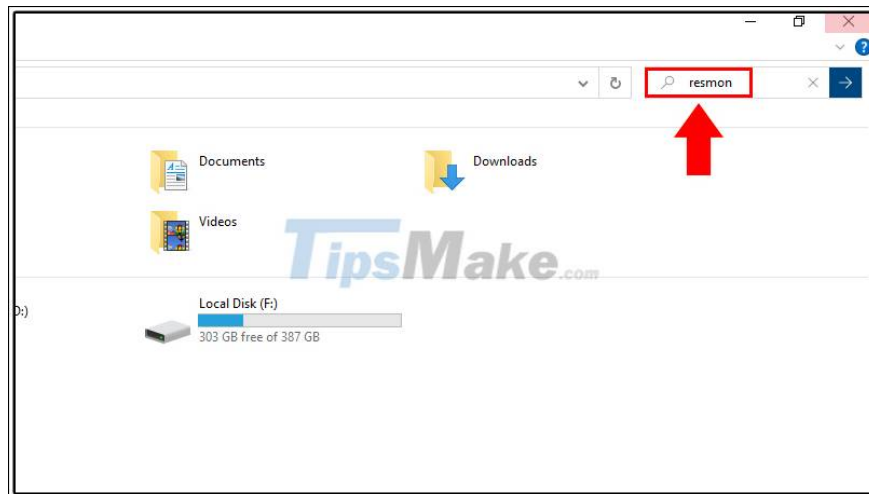 resmon
Documents
Downloads
Videos
TipsMake.com
Local Disk (F:)
D:)
303 GB free of 387 GB